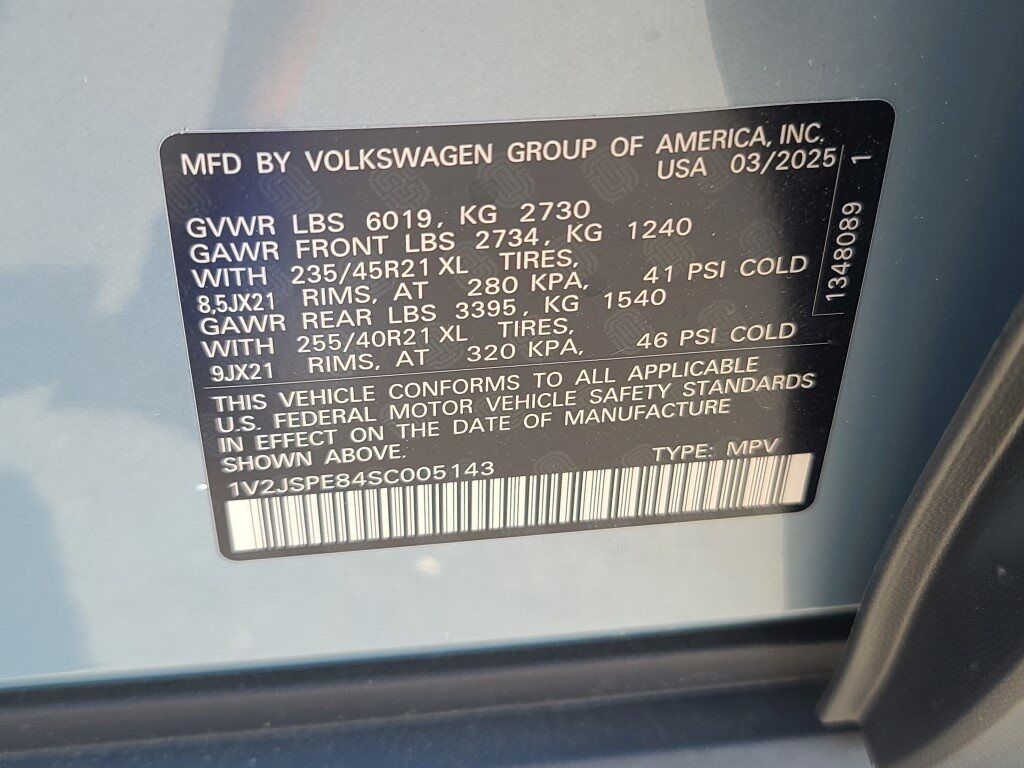 MFD BY VOLKSWAGEN GROUP OF AMERICA, INC.
USA 03/2025
GVWR LBS 6019, KG 2730
GAWR FRONT LBS 2734, KG 1240
WITH 235/45R21 XL TIRES,
8,5JX21 RIMS, AT 280 KPA, 41 PSI COLD
GAWR REAR LBS 3395, KG 1540
WITH 255/40R21 XL TIRES,
9JX21 RIMS, AT 320 KPA, 46 PSI COLD
THIS VEHICLE CONFORMS TO ALL APPLICABLE
U.S. FEDERAL MOTOR VEHICLE SAFETY STANDARDS
IN EFFECT ON THE DATE OF MANUFACTURE
SHOWN ABOVE. TYPE: MPV
1V2JSPE84SC005143
1348089 1